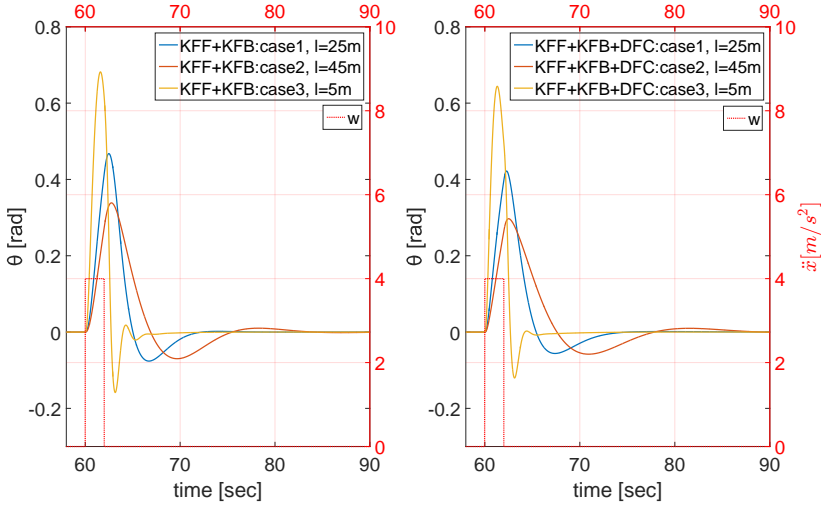 60 70 80 90
0.8
0.6
0.4
0.2
0
-0.2
10
8
6
4
2
0
KFF+KFB:case1, l=25m
KFF+KFB:case2, l=45m
KFF+KFB:case3, l=5m
w
θ [rad]
60 70 80 90
time [sec]
60 70 80 90
0.8
0.6
0.4
0.2
0
-0.2
10
8
6
4
2
0
KFF+KFB+DFC:case1, l=25m
KFF+KFB+DFC:case2, l=45m
KFF+KFB+DFC:case3, l=5m
w
θ [rad]
ẍ[m/s²]
60 70 80 90
time [sec]